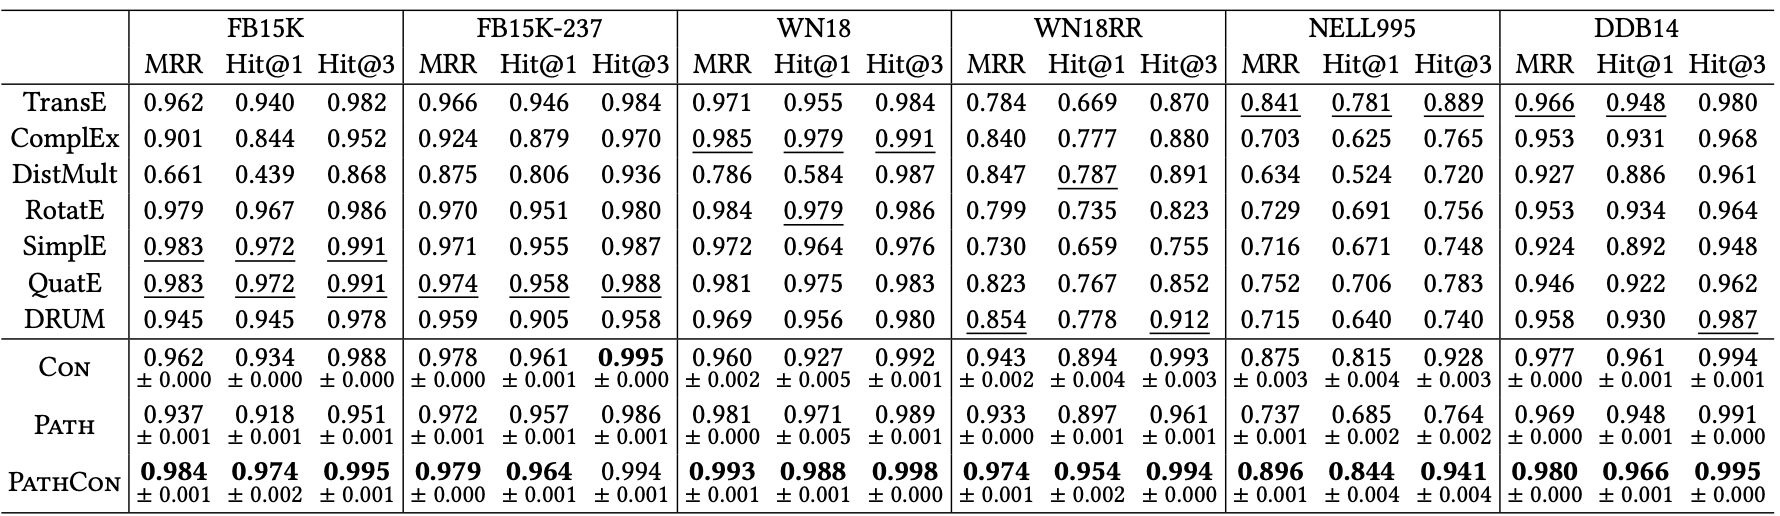 FB15K FB15K-237 WN18 WN18RR NELL995 DDB14
MRR Hit@1 Hit@3 MRR Hit@1 Hit@3 MRR Hit@1 Hit@3 MRR Hit@1 Hit@3 MRR Hit@1 Hit@3 MRR Hit@1 Hit@3
TransE 0.962 0.940 0.982 0.966 0.946 0.984 0.971 0.955 0.984 0.784 0.669 0.870 0.841 0.781 0.889 0.966 0.948 0.980
ComplEx 0.901 0.844 0.952 0.924 0.879 0.970 0.985 0.979 0.991 0.840 0.777 0.880 0.703 0.625 0.765 0.953 0.931 0.968
DistMult 0.661 0.439 0.868 0.875 0.806 0.936 0.786 0.584 0.987 0.847 0.787 0.891 0.634 0.524 0.720 0.927 0.886 0.961
RotatE 0.979 0.967 0.986 0.970 0.951 0.980 0.984 0.979 0.986 0.799 0.735 0.823 0.729 0.691 0.756 0.953 0.934 0.964
SimplE 0.983 0.972 0.991 0.971 0.955 0.987 0.972 0.964 0.976 0.730 0.659 0.755 0.716 0.671 0.748 0.924 0.892 0.948
QuatE 0.983 0.972 0.991 0.974 0.958 0.988 0.981 0.975 0.983 0.823 0.767 0.852 0.752 0.706 0.783 0.946 0.922 0.962
DRUM 0.945 0.945 0.978 0.959 0.905 0.958 0.969 0.956 0.980 0.854 0.778 0.912 0.715 0.640 0.740 0.958 0.930 0.987
Con 0.962 0.934 0.988 0.978 0.961 0.995 0.960 0.927 0.992 0.943 0.894 0.993 0.875 0.815 0.928 0.977 0.961 0.994
± 0.000 ± 0.000 ± 0.000 ± 0.000 ± 0.001 ± 0.000 ± 0.002 ± 0.005 ± 0.001 ± 0.002 ± 0.004 ± 0.003 ± 0.003 ± 0.004 ± 0.003 ± 0.000 ± 0.001 ± 0.001
Path 0.937 0.918 0.951 0.972 0.957 0.986 0.981 0.971 0.989 0.933 0.897 0.961 0.737 0.685 0.764 0.969 0.948 0.991
± 0.001 ± 0.001 ± 0.001 ± 0.001 ± 0.001 ± 0.001 ± 0.000 ± 0.005 ± 0.001 ± 0.000 ± 0.001 ± 0.001 ± 0.001 ± 0.002 ± 0.002 ± 0.000 ± 0.001 ± 0.000
PathCon 0.984 0.974 0.995 0.979 0.964 0.994 0.993 0.988 0.998 0.974 0.954 0.994 0.896 0.844 0.941 0.980 0.966 0.995
± 0.001 ± 0.002 ± 0.001 ± 0.000 ± 0.001 ± 0.001 ± 0.001 ± 0.001 ± 0.000 ± 0.001 ± 0.002 ± 0.001 ± 0.001 ± 0.004 ± 0.004 ± 0.000 ± 0.001 ± 0.000